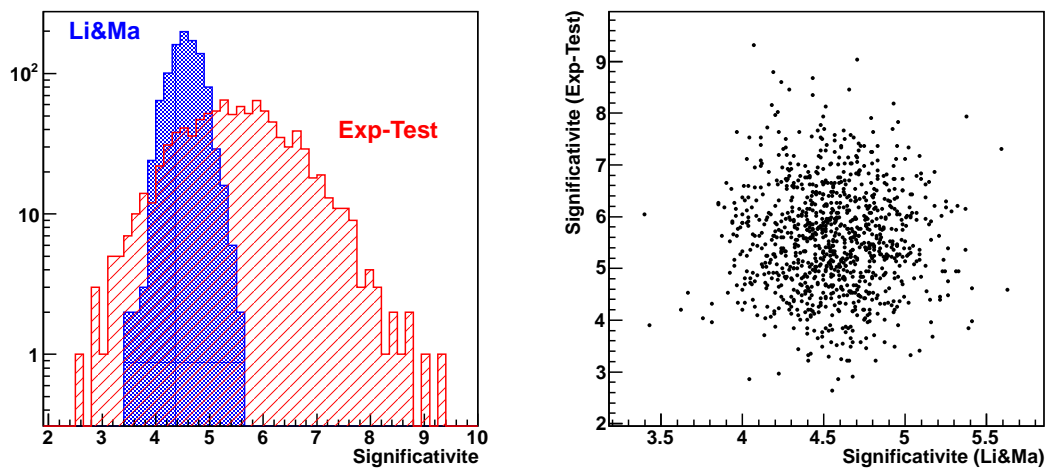 Li&Ma
Exp-Test
10²
10
1
2 3 4 5 6 7 8 9 10
Significativite
Significativite (Exp-Test)
9
8
7
6
5
4
3
2
3.5 4 4.5 5 5.5
Significativite (Li&Ma)